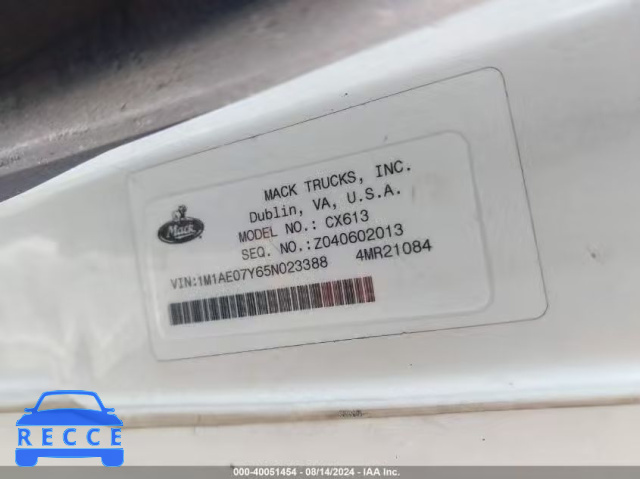 MACK TRUCKS, INC.
Dublin, VA, U.S.A.
Mack
MODEL NO.: CX613
SEQ. NO.:Z040602013
VIN:1M1AE07Y65N023388 4MR21084
RECCE
000-40051454 - 08/14/2024 - IAA Inc.